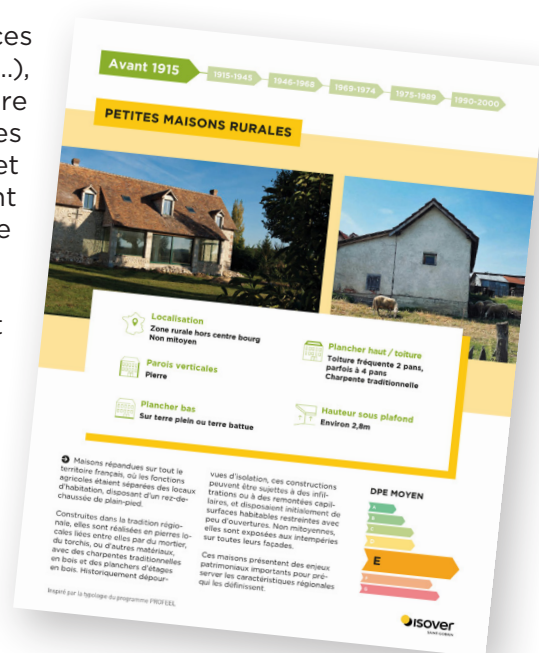 ces
...),
re
es
et
nt
e
t
Avant 1915
1915-1945
1946-1968
1969-1974
1975-1989
1990-2000
PETITES MAISONS RURALES
Localisation
Zone rurale hors centre bourg
Non mitoyen
Parois verticales
Pierre
Plancher bas
Sur terre plein ou terre battue
Plancher haut / toiture
Toiture fréquente 2 pans,
parfois à 4 pans
Charpente traditionnelle
Hauteur sous plafond
Environ 2,8m
Maisons répandues sur tout le
territoire français, où les fonctions
agricoles étaient séparées des locaux
d'habitation, disposant d'un rez-de-
chaussée de plain-pied.
Construites dans la tradition régio-
nale, elles sont réalisées en pierres lo-
cales liées entre elles par du mortier,
du torchis, ou d'autres matériaux,
avec des charpentes traditionnelles
en bois et des planchers d'étages
en bois. Historiquement dépour-
vues d'isolation, ces constructions
peuvent être sujettes à des infil-
trations ou à des remontées capil-
laires, et disposaient initialement de
surfaces habitables restreintes avec
peu d'ouvertures. Non mitoyennes,
elles sont exposées aux intempéries
sur toutes leurs façades.
Ces maisons présentent des enjeux
patrimoniaux importants pour pré-
server les caractéristiques régionales
qui les définissent.
DPE MOYEN
A
B
C
D
E
F
G
Inspiré par la typologie du programme PROFEEL
isover
SAINT-GOBAIN